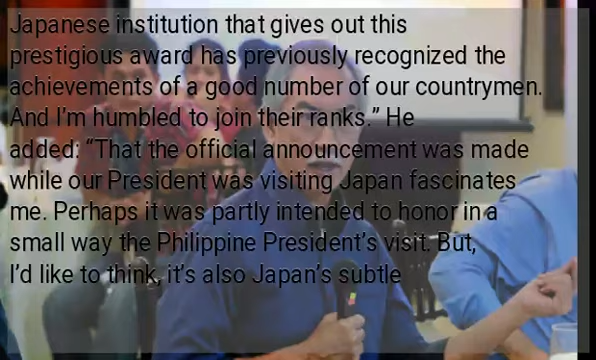 Japanese institution that gives out this
prestigious award has previously recognized the
achievements of a good number of our countrymen.
And I'm humbled to join their ranks.” He
added: “That the official announcement was made
while our President was visiting Japan fascinates
me. Perhaps it was partly intended to honor in a
small way the Philippine President's visit. But,
I'd like to think, it's also Japan's subtle